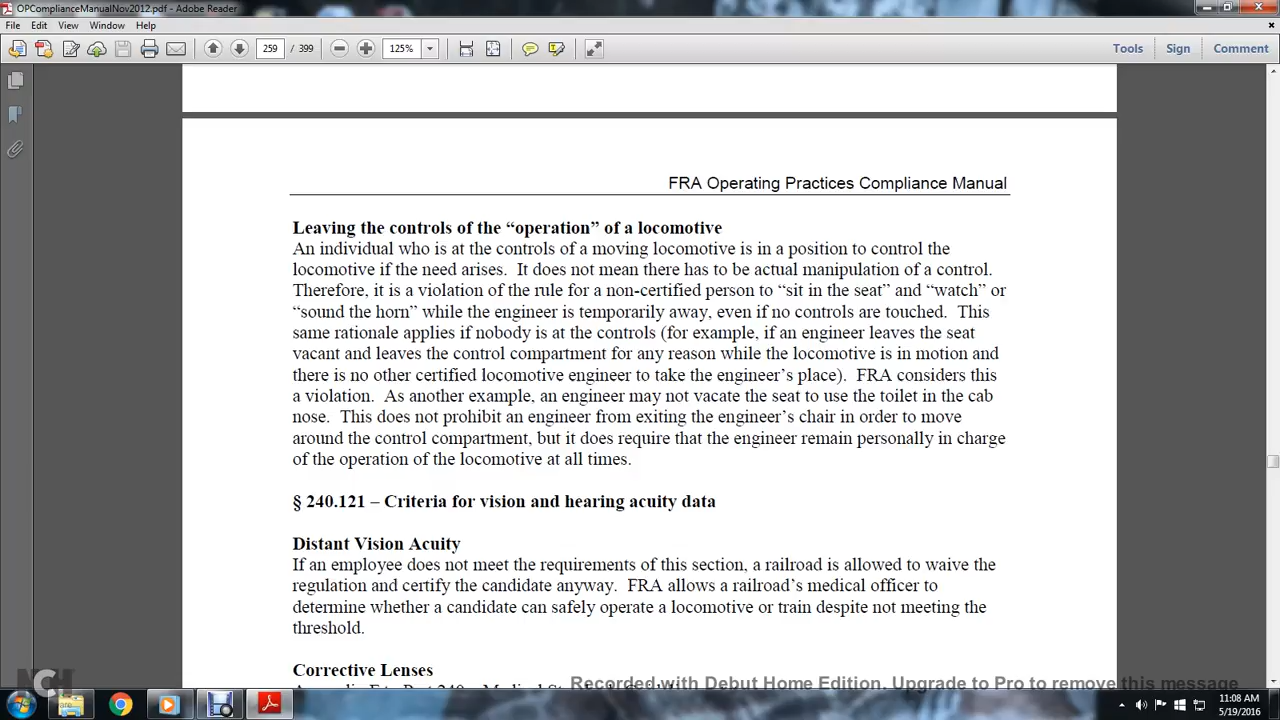 OPComplianceManualNov2012.pdf - Adobe Reader
File Edit View Window Help
259 / 399 125% Tools Sign Comment
FRA Operating Practices Compliance Manual
Leaving the controls of the “operation” of a locomotive
An individual who is at the controls of a moving locomotive is in a position to control the
locomotive if the need arises. It does not mean there has to be actual manipulation of a control.
Therefore, it is a violation of the rule for a non-certified person to “sit in the seat” and “watch” or
“sound the horn” while the engineer is temporarily away, even if no controls are touched. This
same rationale applies if nobody is at the controls (for example, if an engineer leaves the seat
vacant and leaves the control compartment for any reason while the locomotive is in motion and
there is no other certified locomotive engineer to take the engineer’s place). FRA considers this
a violation. As another example, an engineer may not vacate the seat to use the toilet in the cab
nose. This does not prohibit an engineer from exiting the engineer’s chair in order to move
around the control compartment, but it does require that the engineer remain personally in charge
of the operation of the locomotive at all times.
§ 240.121 – Criteria for vision and hearing acuity data
Distant Vision Acuity
If an employee does not meet the requirements of this section, a railroad is allowed to waive the
regulation and certify the candidate anyway. FRA allows a railroad’s medical officer to
determine whether a candidate can safely operate a locomotive or train despite not meeting the
threshold.
Corrective Lenses
Recorded with Debut Home Edition. Upgrade to Pro to remove this message
NCH
11:08 AM
5/19/2016